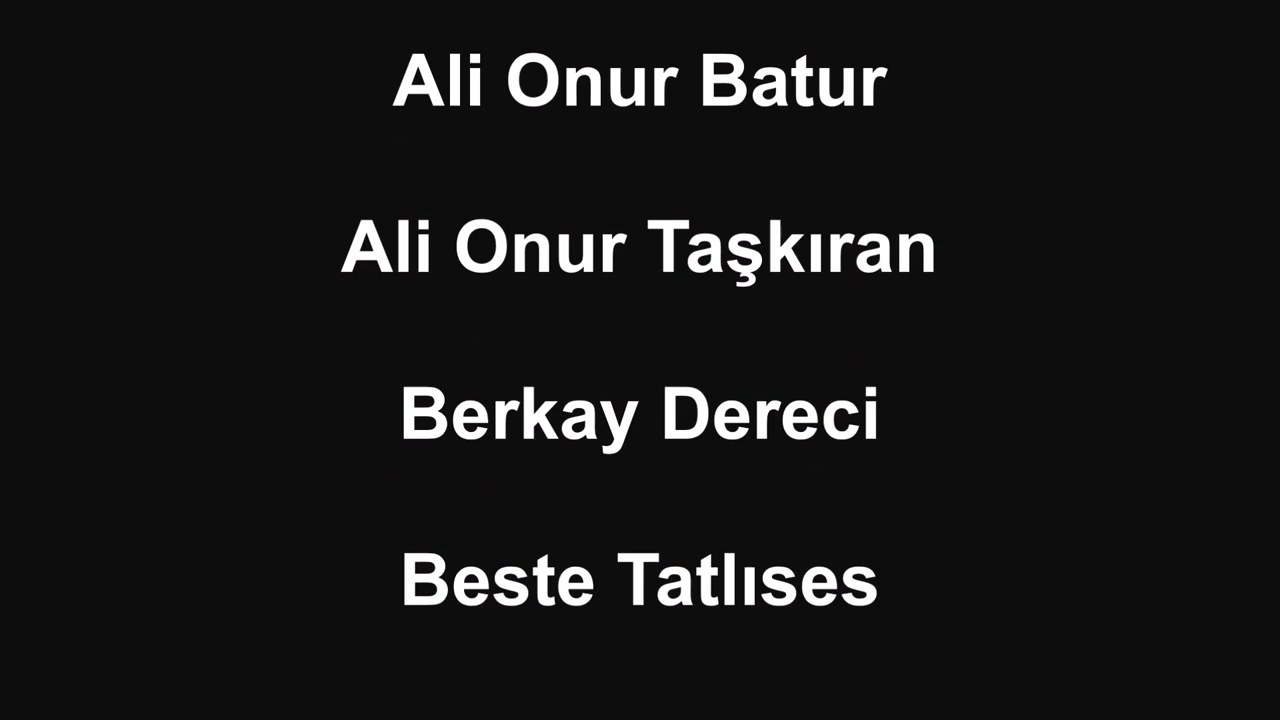 Ali Onur Batur
Ali Onur Taşkıran
Berkay Dereci
Beste Tatlıses